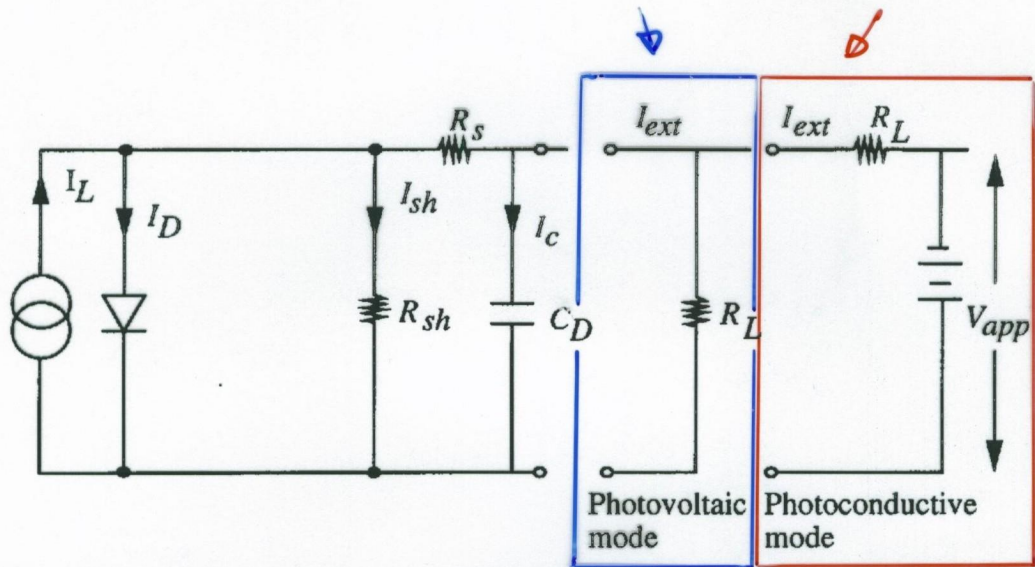 R_s
I_ext
I_ext
R_L
I_L
I_D
I_sh
I_c
R_sh
C_D
R_L
V_app
Photovoltaic
mode
Photoconductive
mode